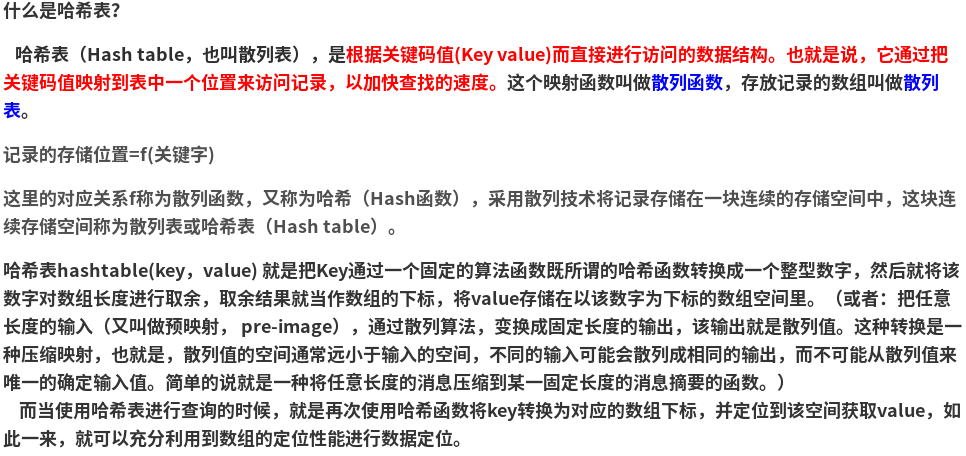 什么是哈希表？
哈希表（Hash table，也叫散列表），是根据关键码值(Key value)而直接进行访问的数据结构。也就是说，它通过把
关键码值映射到表中一个位置来访问记录，以加快查找的速度。这个映射函数叫做散列函数，存放记录的数组叫做散列
表。
记录的存储位置=f(关键字)
这里的对应关系f称为散列函数，又称为哈希（Hash函数），采用散列技术将记录存储在一块连续的存储空间中，这块连
续存储空间称为散列表或哈希表（Hash table）。
哈希表hashtable(key，value) 就是把Key通过一个固定的算法函数既所谓的哈希函数转换成一个整型数字，然后就将该
数字对数组长度进行取余，取余结果就当作数组的下标，将value存储在以该数字为下标的数组空间里。（或者：把任意
长度的输入（又叫做预映射， pre-image），通过散列算法，变换成固定长度的输出，该输出就是散列值。这种转换是一
种压缩映射，也就是，散列值的空间通常远小于输入的空间，不同的输入可能会散列成相同的输出，而不可能从散列值来
唯一的确定输入值。简单的说就是一种将任意长度的消息压缩到某一固定长度的消息摘要的函数。）
而当使用哈希表进行查询的时候，就是再次使用哈希函数将key转换为对应的数组下标，并定位到该空间获取value，如
此一来，就可以充分利用到数组的定位性能进行数据定位。